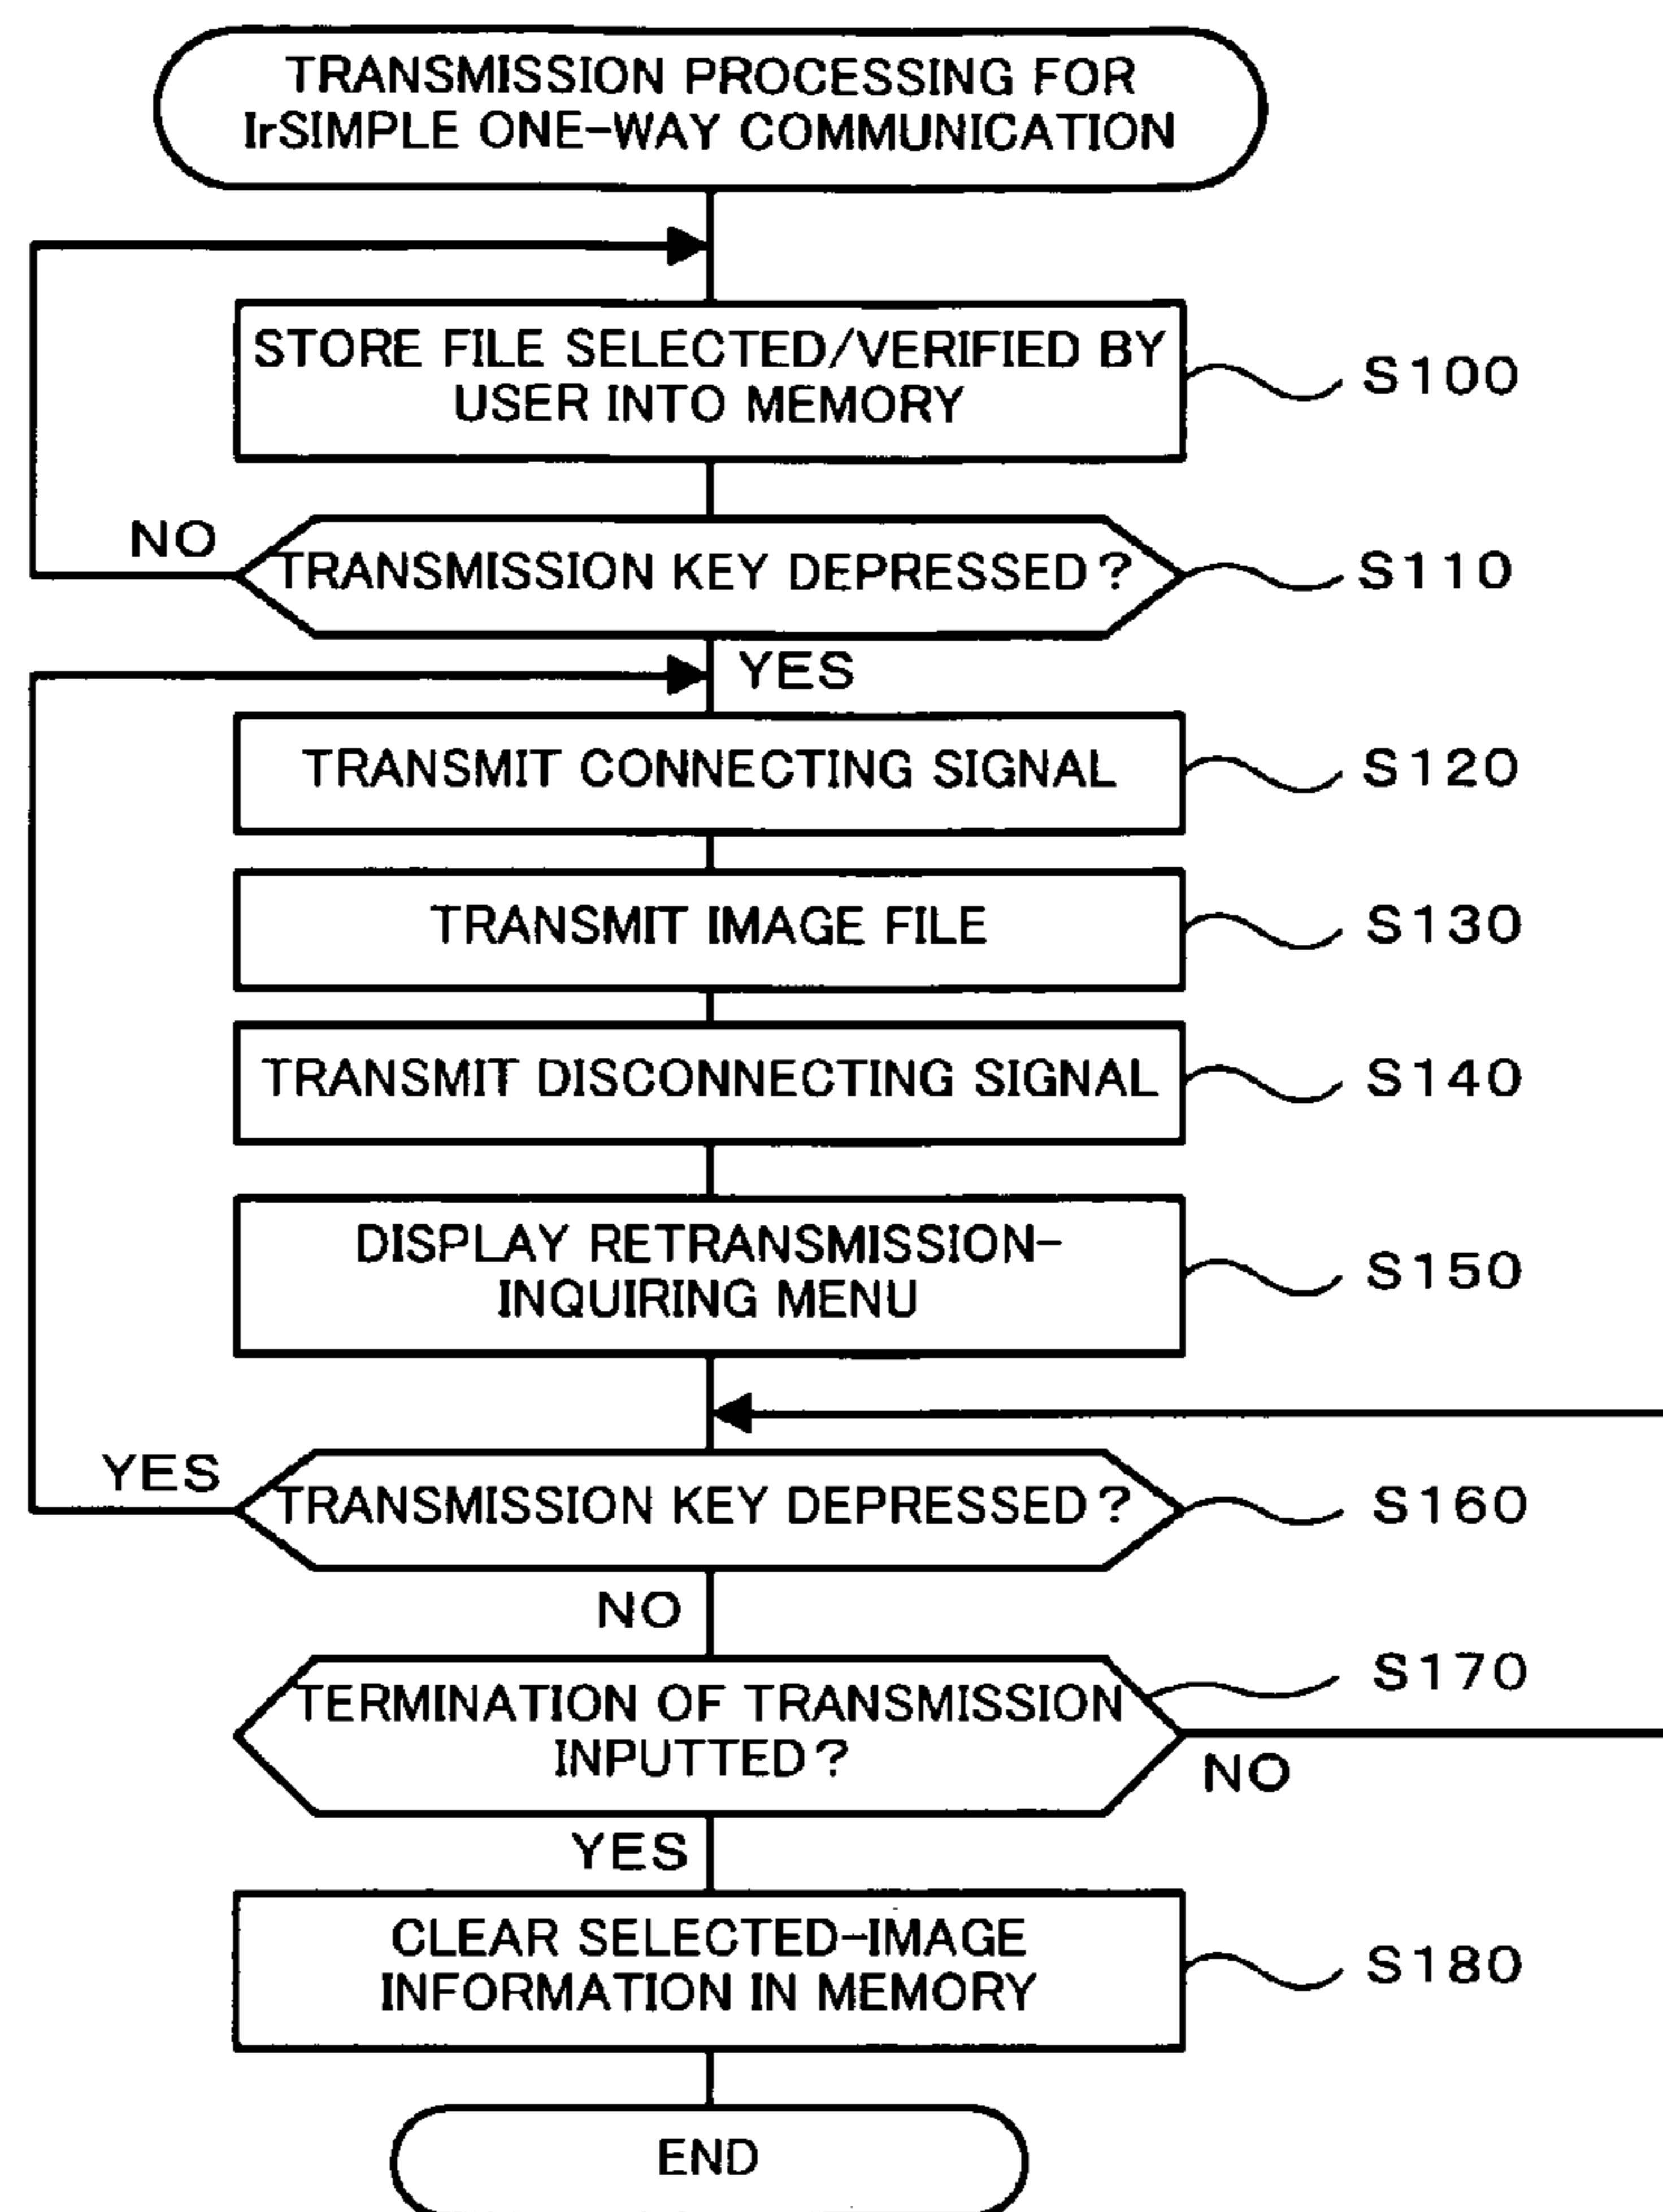 TRANSMISSION PROCESSING FOR
IrSIMPLE ONE-WAY COMMUNICATION
STORE FILE SELECTED/VERIFIED BY
USER INTO MEMORY
S100
NO
TRANSMISSION KEY DEPRESSED?
S110
YES
TRANSMIT CONNECTING SIGNAL
S120
TRANSMIT IMAGE FILE
S130
TRANSMIT DISCONNECTING SIGNAL
S140
DISPLAY RETRANSMISSION-
INQUIRING MENU
S150
YES
TRANSMISSION KEY DEPRESSED?
S160
NO
TERMINATION OF TRANSMISSION
INPUTTED?
S170
NO
YES
CLEAR SELECTED-IMAGE
INFORMATION IN MEMORY
S180
END